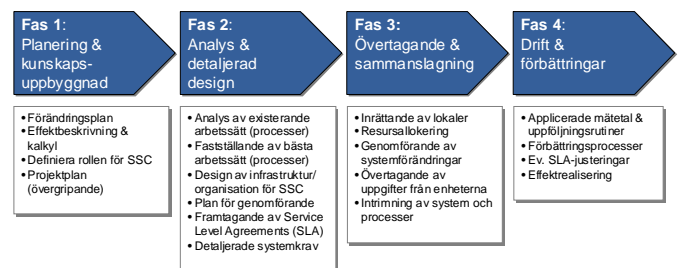 Fas 1:
Planering &
kunskaps-
uppbyggnad
• Förändringsplan
• Effektbeskrivning &
kalkyl
• Definiera rollen för SSC
• Projektplan
(övergripande)
Fas 2:
Analys &
detaljerad
design
• Analys av existerande
arbetssätt (processer)
• Fastställande av bästa
arbetssätt (processer)
• Design av infrastruktur/
organisation för SSC
• Plan för genomförande
• Framtagande av Service
Level Agreements (SLA)
• Detaljerade systemkrav
Fas 3:
Övertagande &
sammanslagning
• Inrättande av lokaler
• Resursallokering
• Genomförande av
systemförändringar
• Övertagande av
uppgifter från enheterna
• Intrimning av system och
processer
Fas 4:
Drift &
förbättringar
• Applicerade mätetal &
uppföljningsrutiner
• Förbättringsprocesser
• Ev. SLA-justeringar
• Effektrealisering